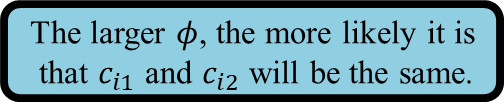 The larger ϕ, the more likely it is
that c_{i1} and c_{i2} will be the same.